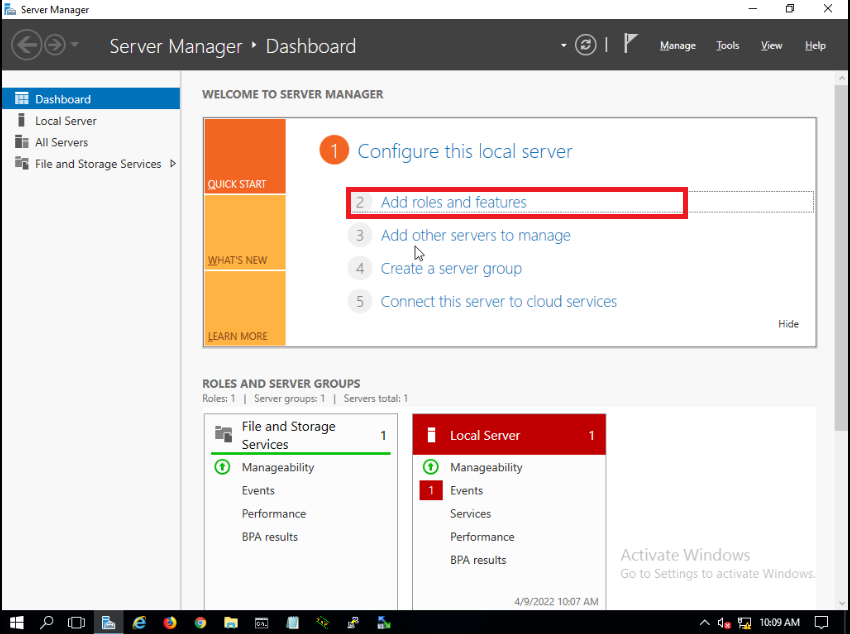 Server Manager
Server Manager ‣ Dashboard
Manage Tools View Help
Dashboard
Local Server
All Servers
File and Storage Services
WELCOME TO SERVER MANAGER
QUICK START
WHAT'S NEW
LEARN MORE
1 Configure this local server
2 Add roles and features
3 Add other servers to manage
4 Create a server group
5 Connect this server to cloud services
Hide
ROLES AND SERVER GROUPS
Roles: 1 | Server groups: 1 | Servers total: 1
File and Storage
Services
1
Manageability
Events
Performance
BPA results
Local Server 1
Manageability
1 Events
Services
Performance
BPA results
4/9/2022 10:07 AM
Activate Windows
Go to Settings to activate Windows.
10:09 AM